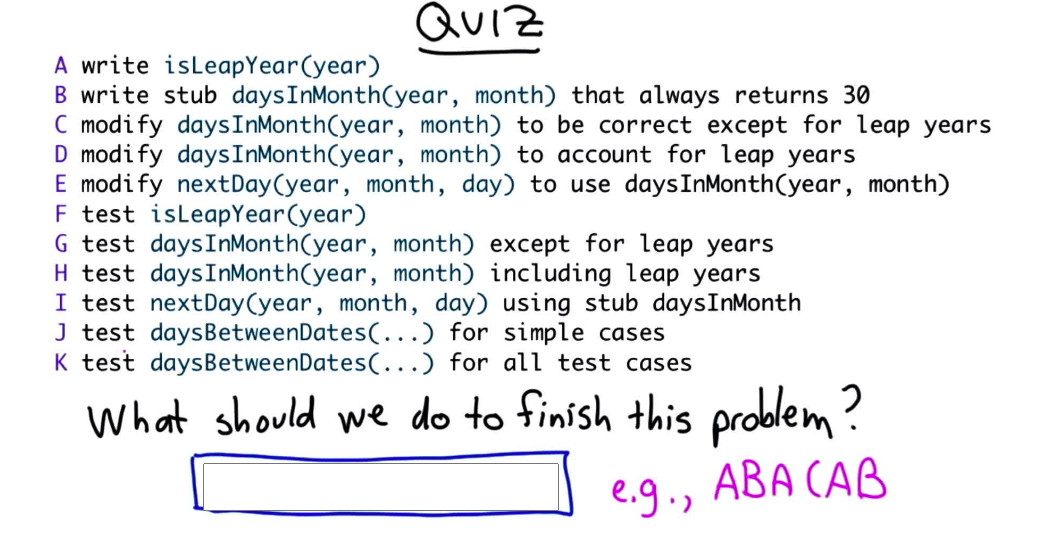 QUIZ
A write isLeapYear(year)
B write stub daysInMonth(year, month) that always returns 30
C modify daysInMonth(year, month) to be correct except for leap years
D modify daysInMonth(year, month) to account for leap years
E modify nextDay(year, month, day) to use daysInMonth(year, month)
F test isLeapYear(year)
G test daysInMonth(year, month) except for leap years
H test daysInMonth(year, month) including leap years
I test nextDay(year, month, day) using stub daysInMonth
J test daysBetweenDates(...) for simple cases
K test daysBetweenDates(...) for all test cases
What should we do to finish this problem?
e.g., ABACAB